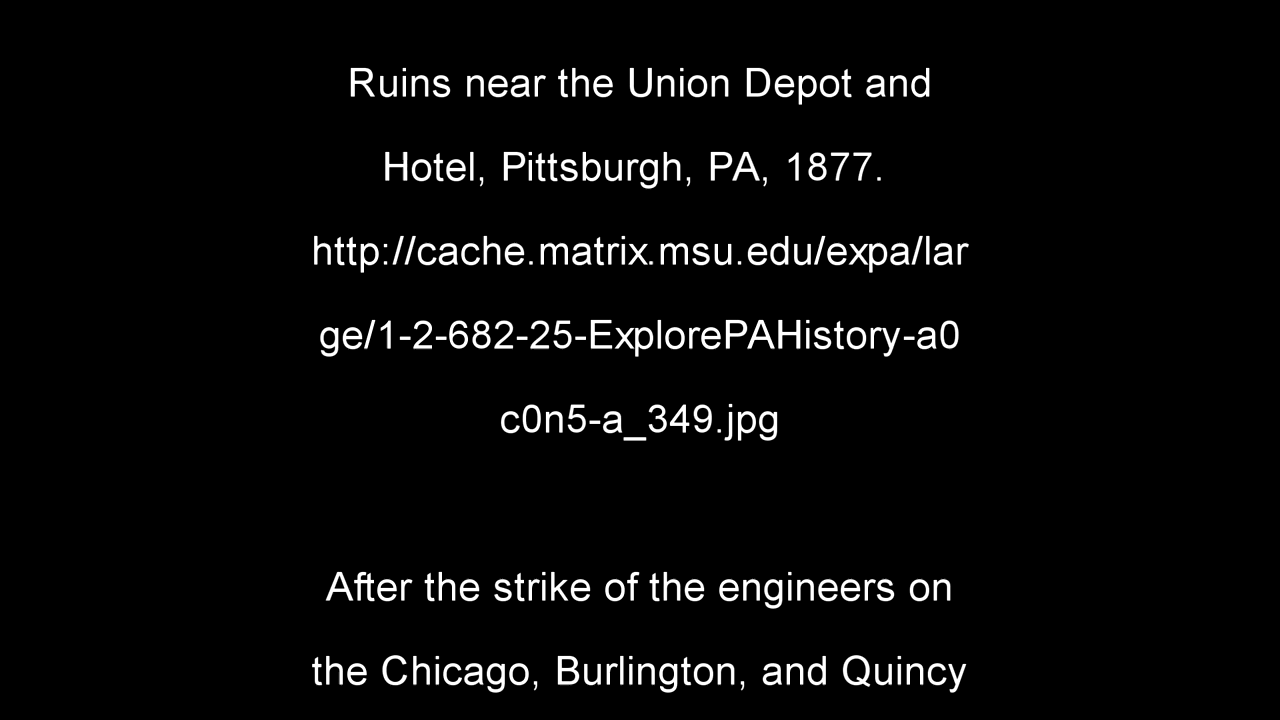 Ruins near the Union Depot and
Hotel, Pittsburgh, PA, 1877.
http://cache.matrix.msu.edu/expa/lar
ge/1-2-682-25-ExplorePAHistory-a0
c0n5-a_349.jpg
After the strike of the engineers on
the Chicago, Burlington, and Quincy